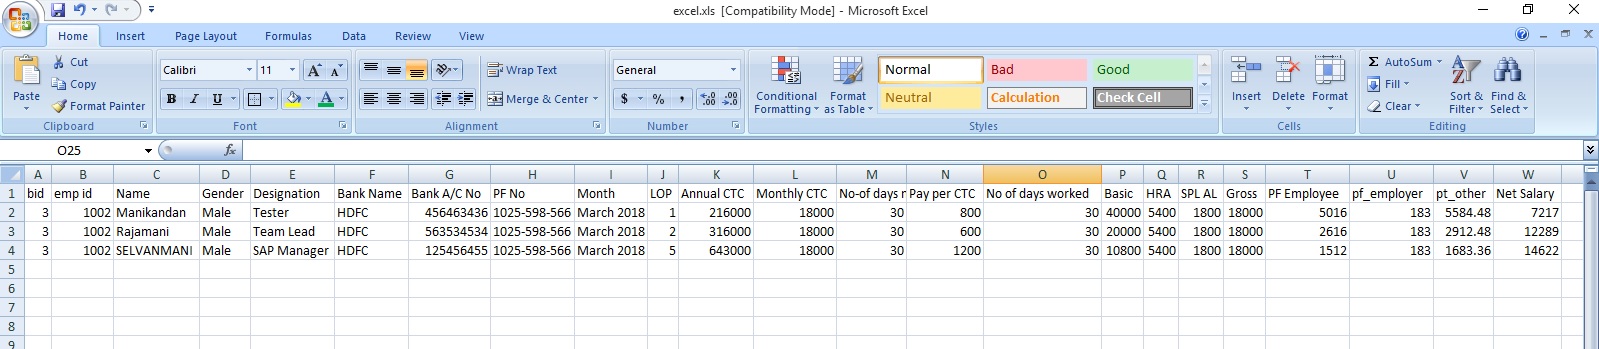 excel.xls [Compatibility Mode] - Microsoft Excel
Home Insert Page Layout Formulas Data Review View
Cut
Copy
Format Painter
Paste
Clipboard
Calibri 11
B I U
Font
Wrap Text
Merge & Center
Alignment
General
$ % ,
Number
Conditional Formatting
Format as Table
Normal Bad Good
Neutral Calculation Check Cell
Styles
Insert Delete Format
Cells
Σ AutoSum
Fill
Clear
Sort & Filter
Find & Select
Editing
O25 fx
A B C D E F G H I J K L M N O P Q R S T U V W
1 bid emp id Name Gender Designation Bank Name Bank A/C No PF No Month LOP Annual CTC Monthly CTC No-of days Pay per CTC No of days worked Basic HRA SPL AL Gross PF Employee pf_employer pt_other Net Salary
2 3 1002 Manikandan Male Tester HDFC 456463436 1025-598-566 March 2018 1 216000 18000 30 800 30 40000 5400 1800 18000 5016 183 5584.48 7217
3 3 1002 Rajamani Male Team Lead HDFC 563534534 1025-598-566 March 2018 2 316000 18000 30 600 30 20000 5400 1800 18000 2616 183 2912.48 12289
4 3 1002 SELVANMANI Male SAP Manager HDFC 125456455 1025-598-566 March 2018 5 643000 18000 30 1200 30 10800 5400 1800 18000 1512 183 1683.36 14622
5
6
7
8
9